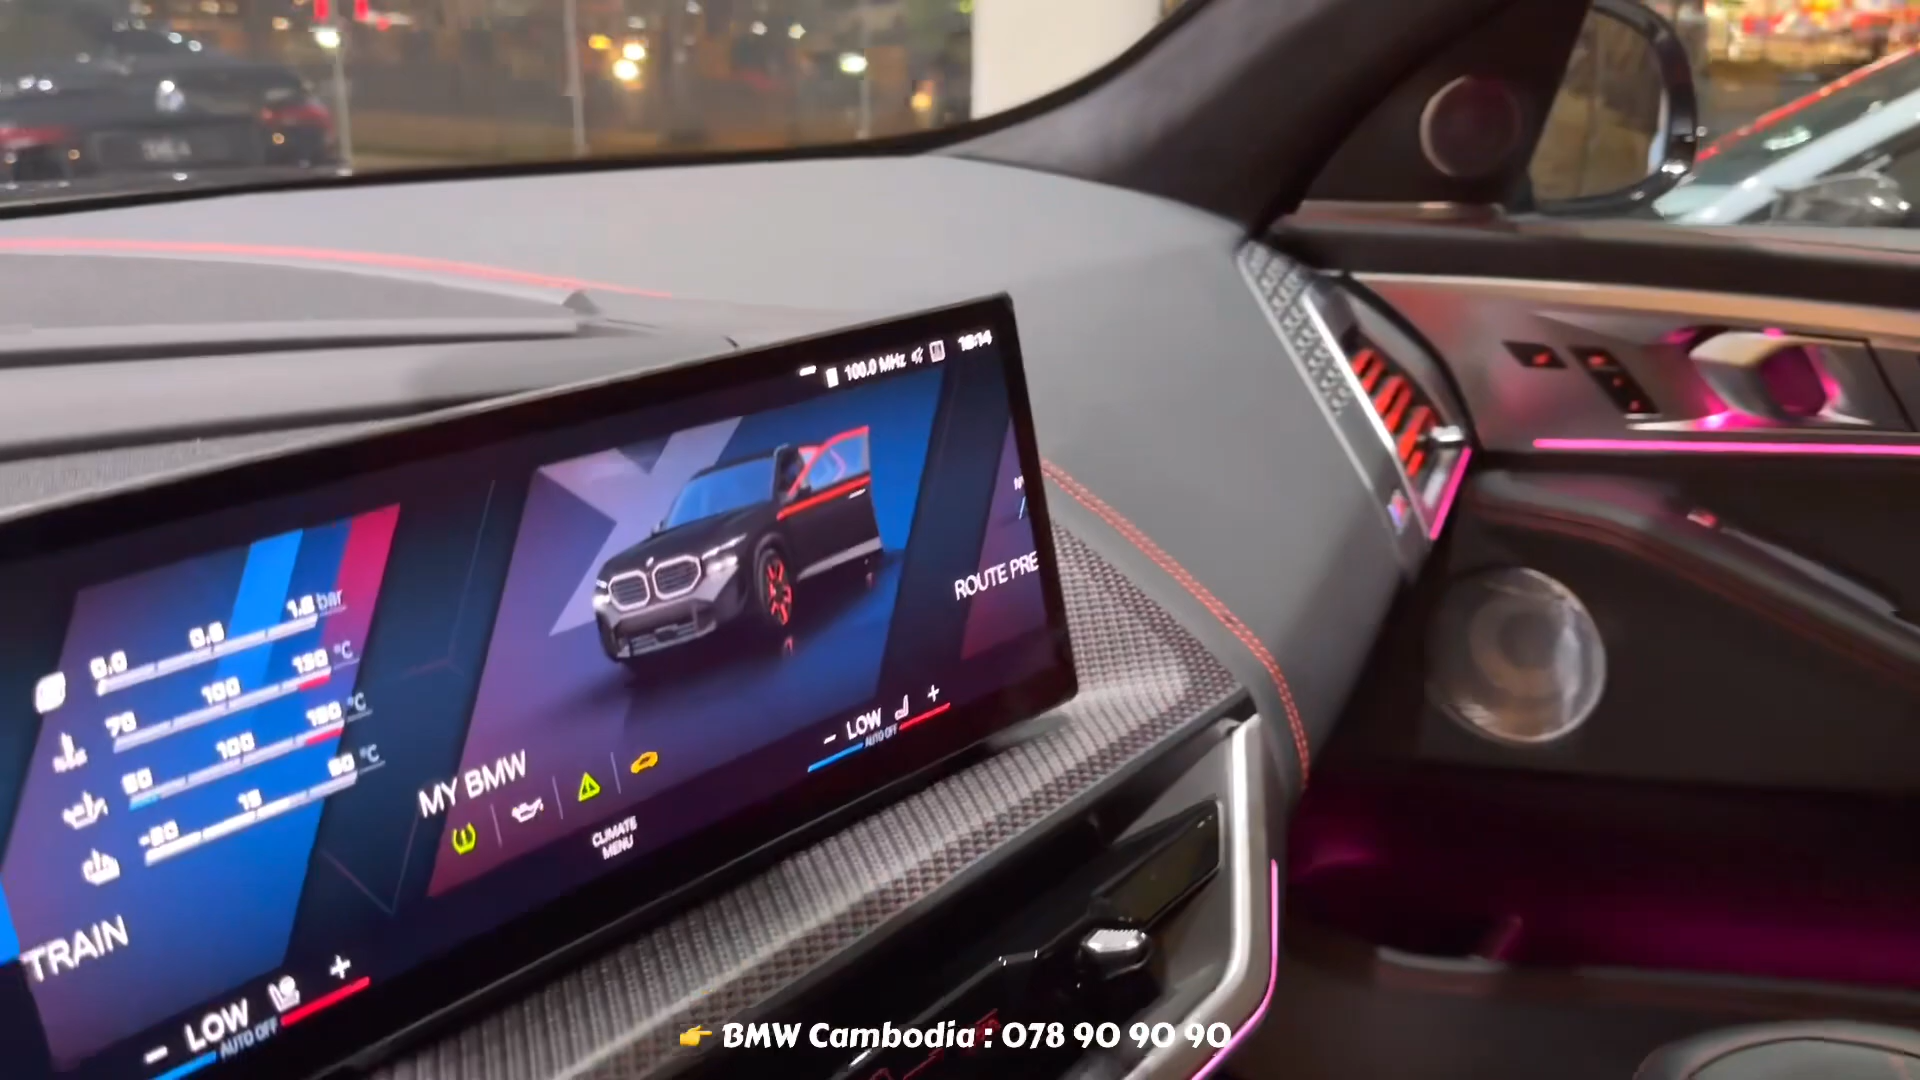 100.0 MHz 18:14
0.0 0.8 1.5 bar
70 100 150 °C
50 100 150 °C
-20 15 50 °C
TRAIN
MY BMW
ROUTE PRE
CLIMATE
MENU
- LOW +
AUTO OFF
- LOW +
AUTO OFF
👉 BMW Cambodia : 078 90 90 90